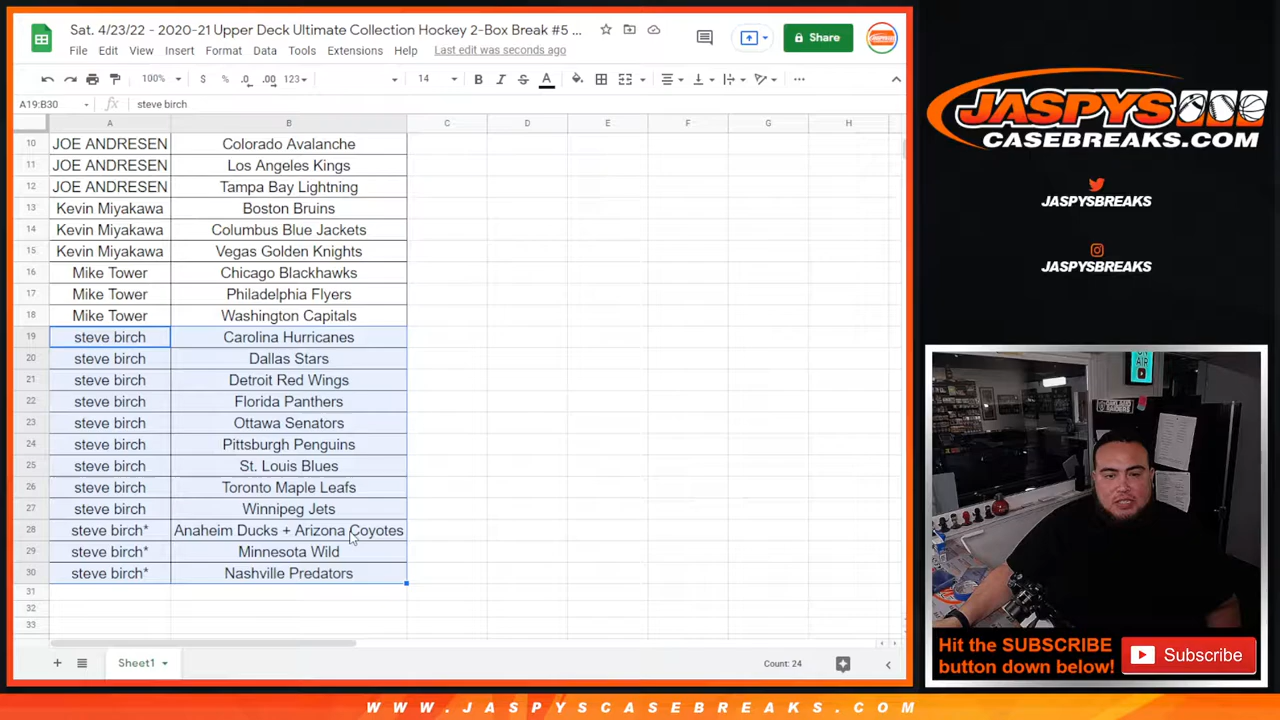 Sat. 4/23/22 - 2020-21 Upper Deck Ultimate Collection Hockey 2-Box Break #5 ...
File Edit View Insert Format Data Tools Extensions Help Last edit was seconds ago
Share
100% $ % .0 .00 123 14 B I S A
A19:B30 fx steve birch
A B C D E F G H
10 JOE ANDRESEN Colorado Avalanche
11 JOE ANDRESEN Los Angeles Kings
12 JOE ANDRESEN Tampa Bay Lightning
13 Kevin Miyakawa Boston Bruins
14 Kevin Miyakawa Columbus Blue Jackets
15 Kevin Miyakawa Vegas Golden Knights
16 Mike Tower Chicago Blackhawks
17 Mike Tower Philadelphia Flyers
18 Mike Tower Washington Capitals
19 steve birch Carolina Hurricanes
20 steve birch Dallas Stars
21 steve birch Detroit Red Wings
22 steve birch Florida Panthers
23 steve birch Ottawa Senators
24 steve birch Pittsburgh Penguins
25 steve birch St. Louis Blues
26 steve birch Toronto Maple Leafs
27 steve birch Winnipeg Jets
28 steve birch* Anaheim Ducks + Arizona Coyotes
29 steve birch* Minnesota Wild
30 steve birch* Nashville Predators
31
32
33
Sheet1 Count: 24
JASPYS
CASEBREAKS.COM
JASPYSBREAKS
JASPYSBREAKS
ON
AIR
Hit the SUBSCRIBE
button down below!
Subscribe
WWW.JASPYSCASEBREAKS.COM